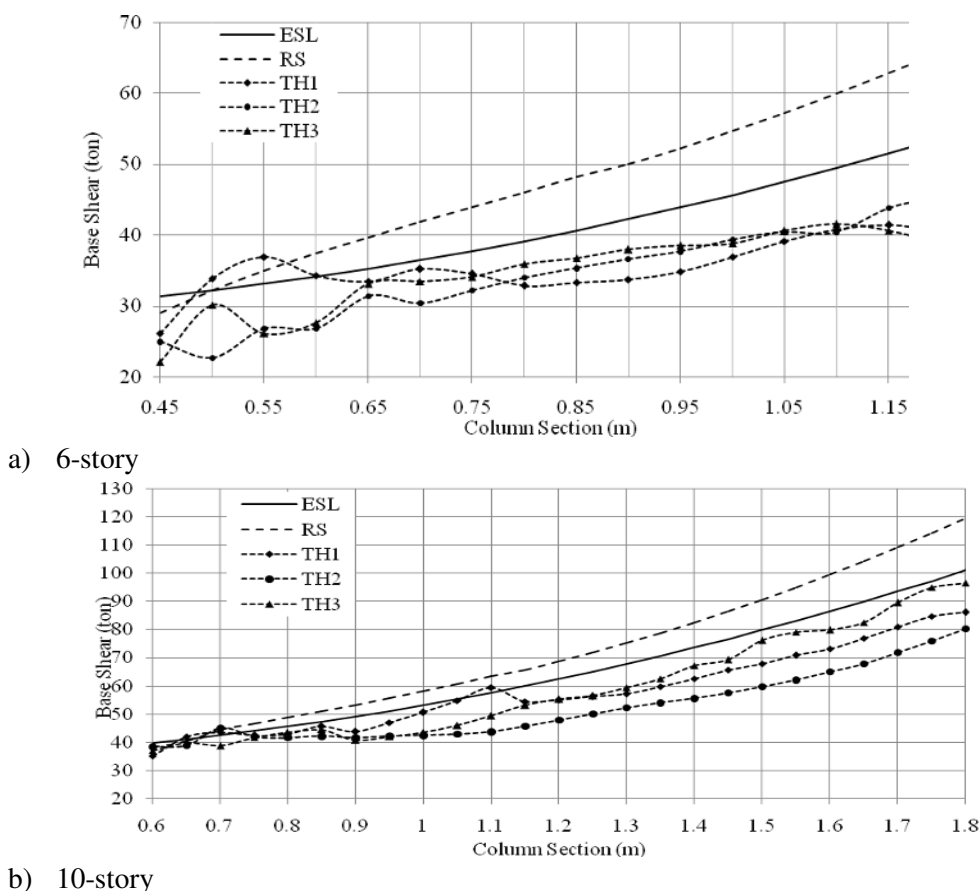 70
60
50
40
30
20
Base Shear (ton)
ESL
RS
TH1
TH2
TH3
0.45 0.55 0.65 0.75 0.85 0.95 1.05 1.15
Column Section (m)
a) 6-story
130
120
110
100
90
80
70
60
50
40
30
20
Base Shear (ton)
ESL
RS
TH1
TH2
TH3
0.6 0.7 0.8 0.9 1 1.1 1.2 1.3 1.4 1.5 1.6 1.7 1.8
Column Section (m)
b) 10-story